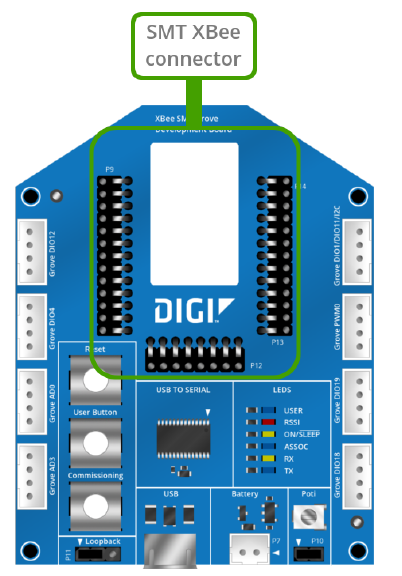 SMT XBee
connector
XBee SMT Grove
Development Board
P9
P14
Grove DIO12
Grove DIO1/DIO11/I2C
DIGI
Grove DIO4
Grove PWM0
P13
P12
Reset
USB TO SERIAL
LEDS
Grove AD0
Grove DIO19
User Button
USER
RSSI
ON/SLEEP
ASSOC
RX
TX
Grove AD3
Grove DIO18
Commissioning
USB
Battery
Poti
Loopback
P11
P7
P10